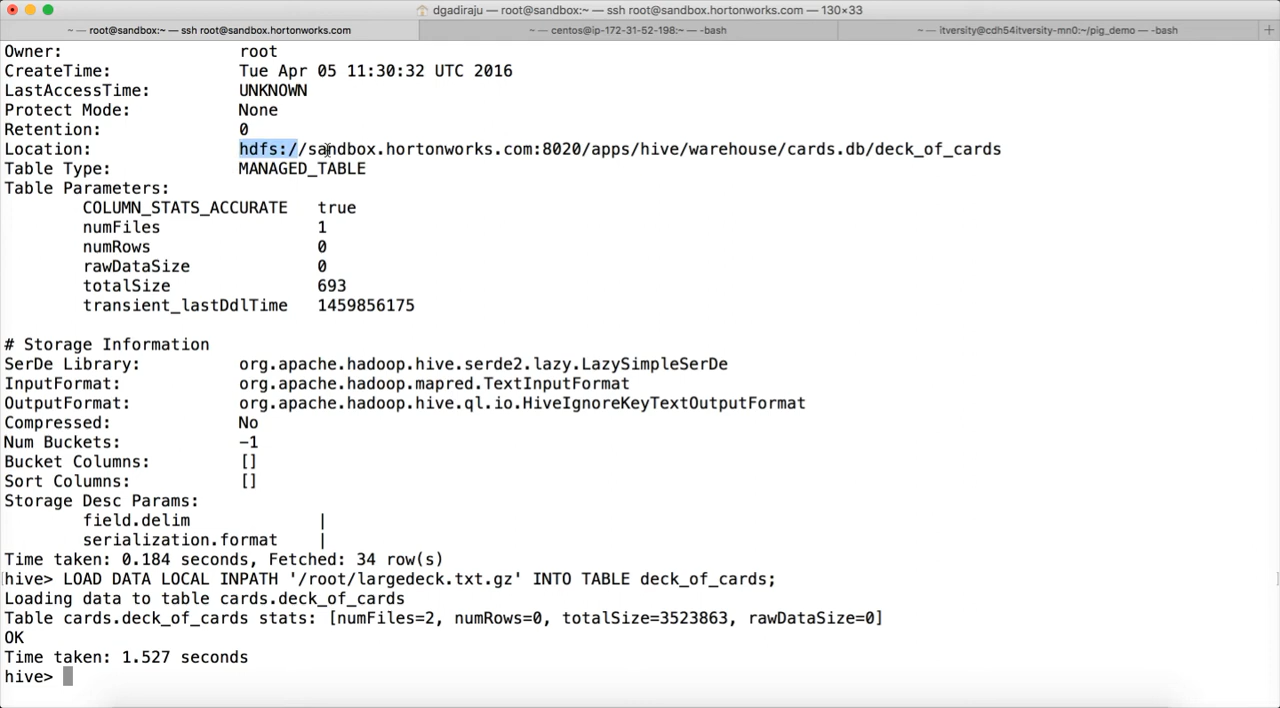 dgadiraju — root@sandbox:~ — ssh root@sandbox.hortonworks.com — 130×33
~ — root@sandbox:~ — ssh root@sandbox.hortonworks.com
~ — centos@ip-172-31-52-198:~ — -bash
~ — itversity@cdh54itversity-mn0:~/pig_demo — -bash
Owner: root
CreateTime: Tue Apr 05 11:30:32 UTC 2016
LastAccessTime: UNKNOWN
Protect Mode: None
Retention: 0
Location: hdfs://sandbox.hortonworks.com:8020/apps/hive/warehouse/cards.db/deck_of_cards
Table Type: MANAGED_TABLE
Table Parameters:
COLUMN_STATS_ACCURATE true
numFiles 1
numRows 0
rawDataSize 0
totalSize 693
transient_lastDdlTime 1459856175
# Storage Information
SerDe Library: org.apache.hadoop.hive.serde2.lazy.LazySimpleSerDe
InputFormat: org.apache.hadoop.mapred.TextInputFormat
OutputFormat: org.apache.hadoop.hive.ql.io.HiveIgnoreKeyTextOutputFormat
Compressed: No
Num Buckets: -1
Bucket Columns: []
Sort Columns: []
Storage Desc Params:
field.delim |
serialization.format |
Time taken: 0.184 seconds, Fetched: 34 row(s)
hive> LOAD DATA LOCAL INPATH '/root/largedeck.txt.gz' INTO TABLE deck_of_cards;
Loading data to table cards.deck_of_cards
Table cards.deck_of_cards stats: [numFiles=2, numRows=0, totalSize=3523863, rawDataSize=0]
OK
Time taken: 1.527 seconds
hive>